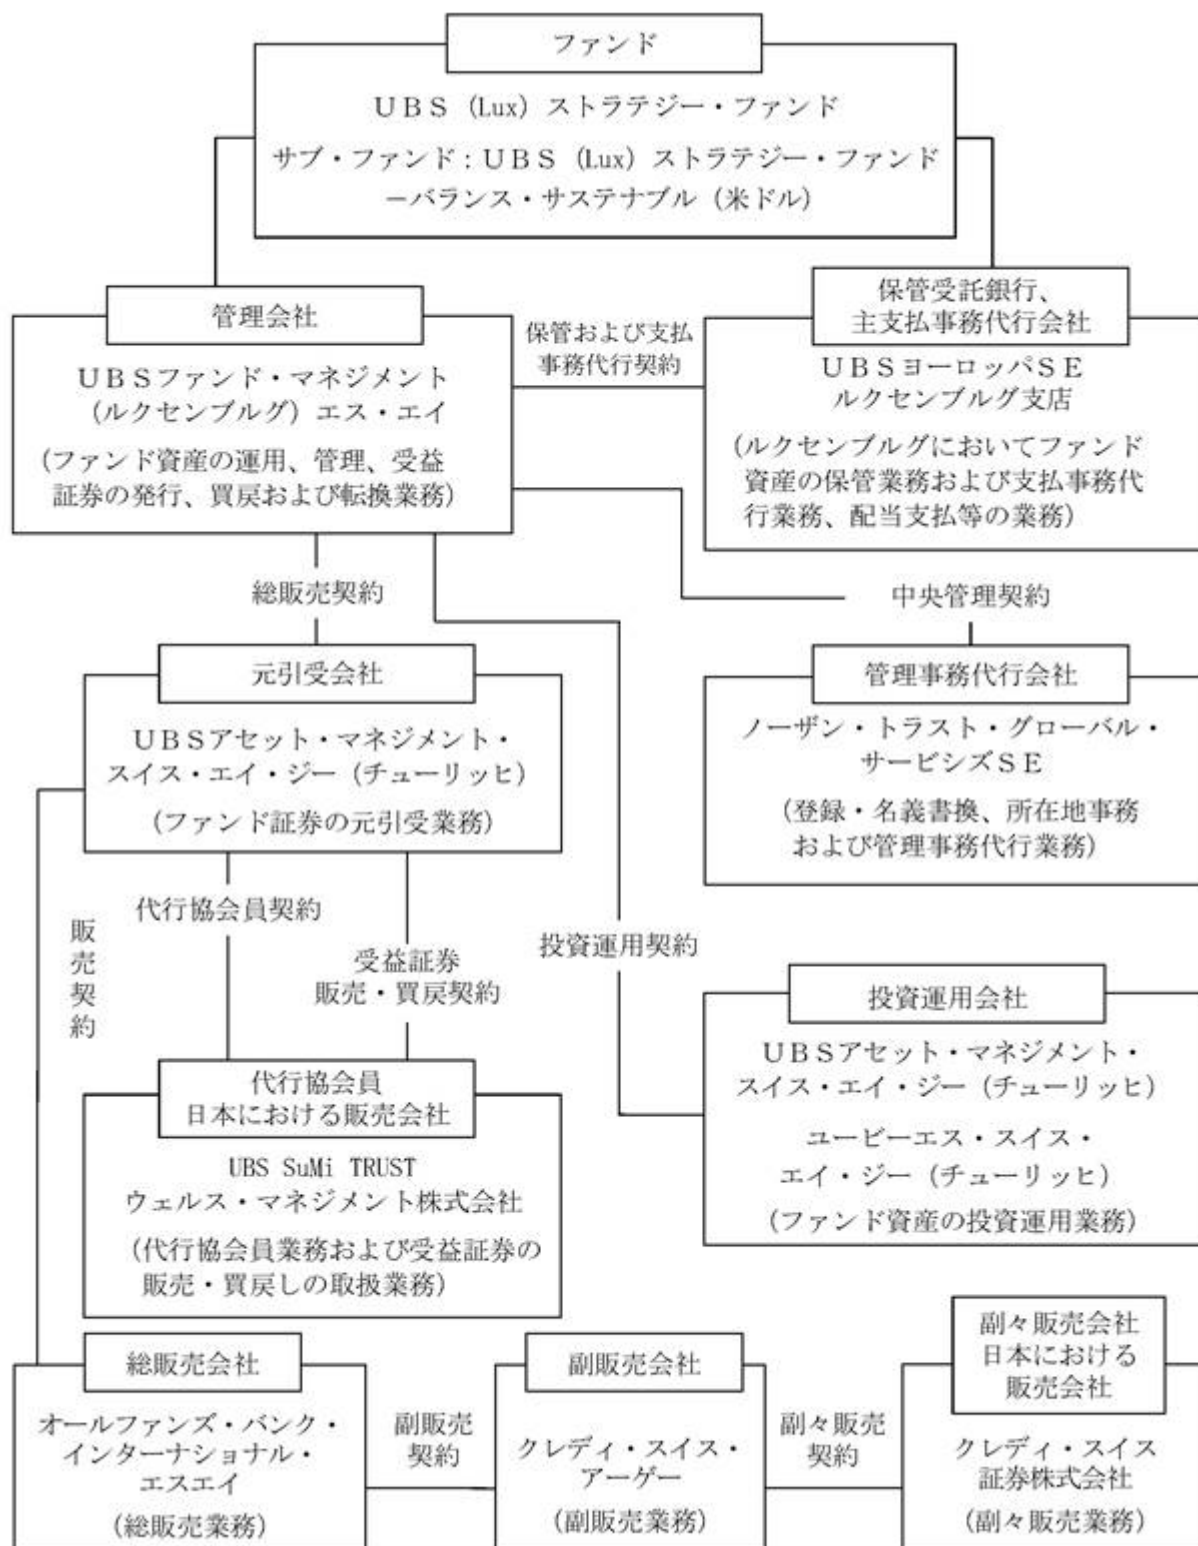 ファンド
ＵＢＳ（Lux）ストラテジー・ファンド
サブ・ファンド：ＵＢＳ（Lux）ストラテジー・ファンド
－バランス・サステナブル（米ドル）
管理会社
ＵＢＳファンド・マネジメント
（ルクセンブルグ）エス・エイ
（ファンド資産の運用、管理、受益
証券の発行、買戻および転換業務）
保管および支払
事務代行契約
保管受託銀行、
主支払事務代行会社
ＵＢＳヨーロッパＳＥ
ルクセンブルグ支店
（ルクセンブルグにおいてファンド
資産の保管業務および支払事務代
行業務、配当支払等の業務）
総販売契約
中央管理契約
元引受会社
ＵＢＳアセット・マネジメント・
スイス・エイ・ジー（チューリッヒ）
（ファンド証券の元引受業務）
管理事務代行会社
ノーザン・トラスト・グローバル・
サービシズＳＥ
（登録・名義書換、所在地事務
および管理事務代行業務）
販売契約
代行協会員契約
受益証券
販売・買戻契約
投資運用契約
投資運用会社
ＵＢＳアセット・マネジメント・
スイス・エイ・ジー（チューリッヒ）
ユービーエス・スイス・
エイ・ジー（チューリッヒ）
（ファンド資産の投資運用業務）
代行協会員
日本における販売会社
UBS SuMi TRUST
ウェルス・マネジメント株式会社
（代行協会員業務および受益証券の
販売・買戻しの取扱業務）
総販売会社
オールファンズ・バンク・
インターナショナル・
エスエイ
（総販売業務）
副販売
契約
副販売会社
クレディ・スイス・
アーゲー
（副販売業務）
副々販売
契約
副々販売会社
日本における
販売会社
クレディ・スイス
証券株式会社
（副々販売業務）